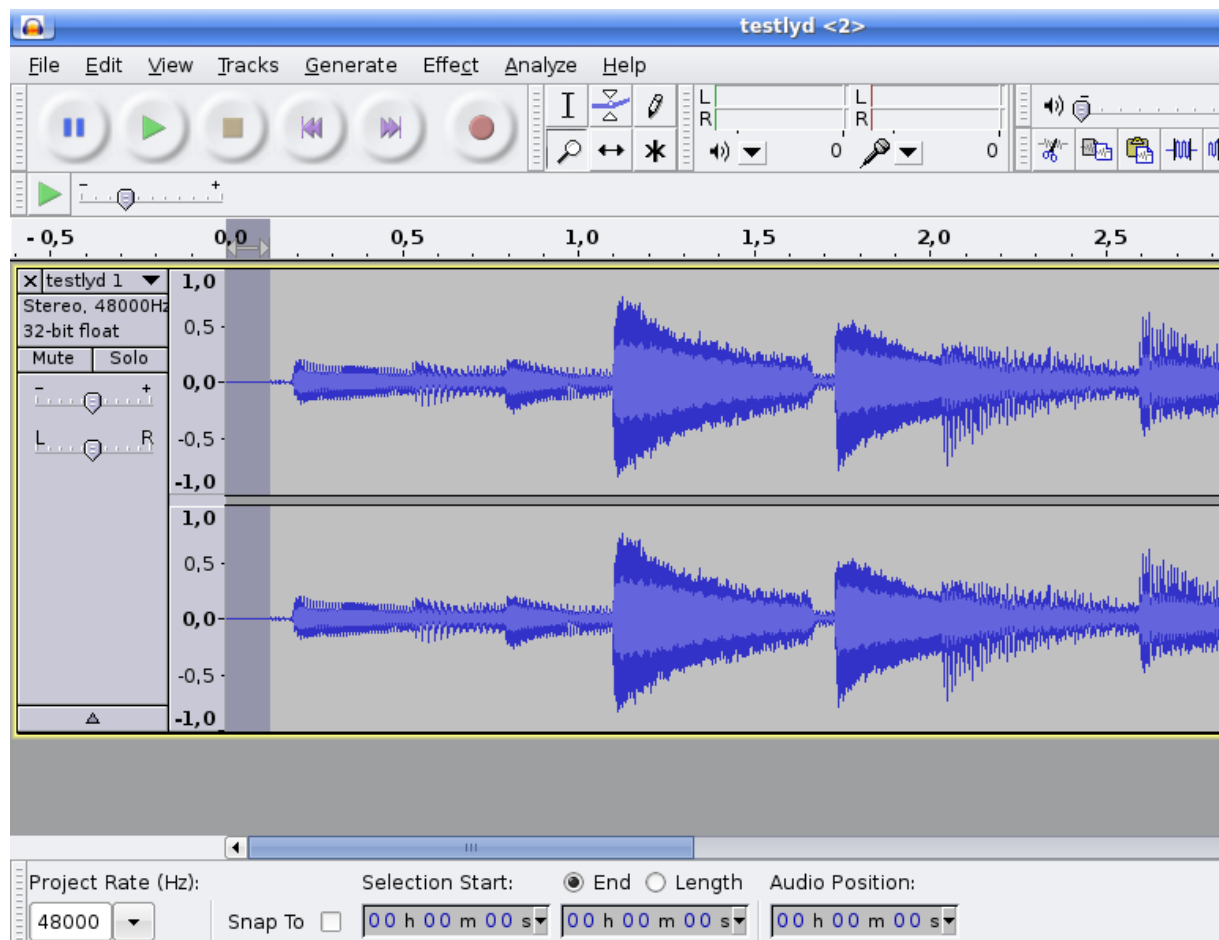 testlyd <2>
File Edit View Tracks Generate Effect Analyze Help
L L
R R
0 0
- +
- 0,5 0,0 0,5 1,0 1,5 2,0 2,5
testlyd 1
Stereo, 48000Hz
32-bit float
Mute Solo
- +
L R
1,0
0,5
0,0
-0,5
-1,0
1,0
0,5
0,0
-0,5
-1,0
Project Rate (Hz): Selection Start: End Length Audio Position:
48000 Snap To 00 h 00 m 00 s 00 h 00 m 00 s 00 h 00 m 00 s